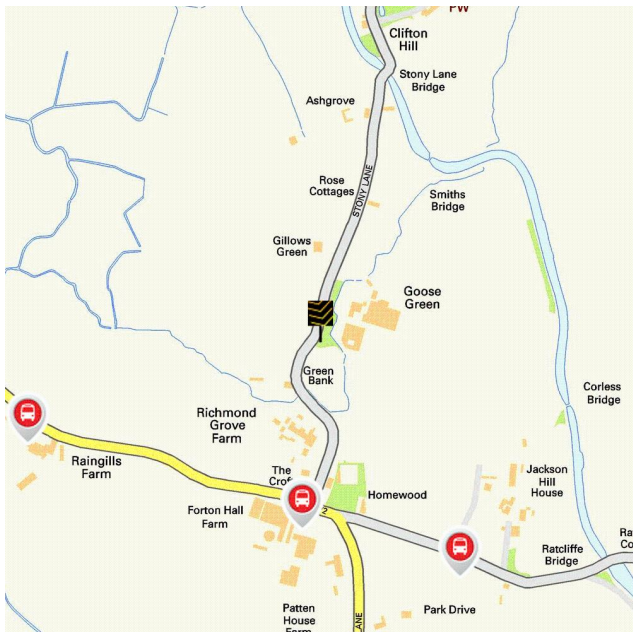 PW
Clifton
Hill
Stony Lane
Bridge
Ashgrove
Rose
Cottages
STONY LANE
Smiths
Bridge
Gillows
Green
Goose
Green
Green
Bank
Corless
Bridge
Richmond
Grove
Farm
Raingills
Farm
The
Homewood
Jackson
Hill
House
Forton Hall
Farm
2
Ratcliffe
Bridge
Patten
House
Farm
Park Drive
LANE